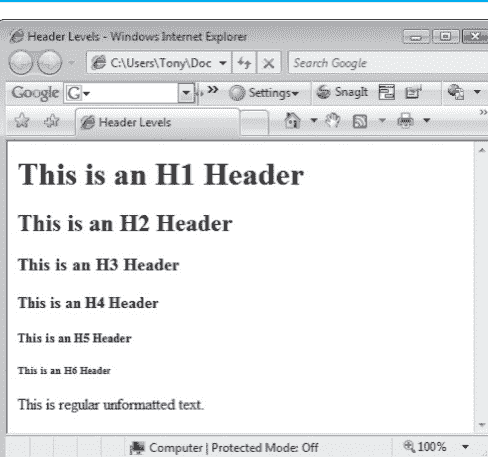 Header Levels - Windows Internet Explorer
C:\Users\Tony\Doc
Search Google
Google G
Settings
SnagIt
Header Levels
This is an H1 Header
This is an H2 Header
This is an H3 Header
This is an H4 Header
This is an H5 Header
This is an H6 Header
This is regular unformatted text.
Computer | Protected Mode: Off
100%